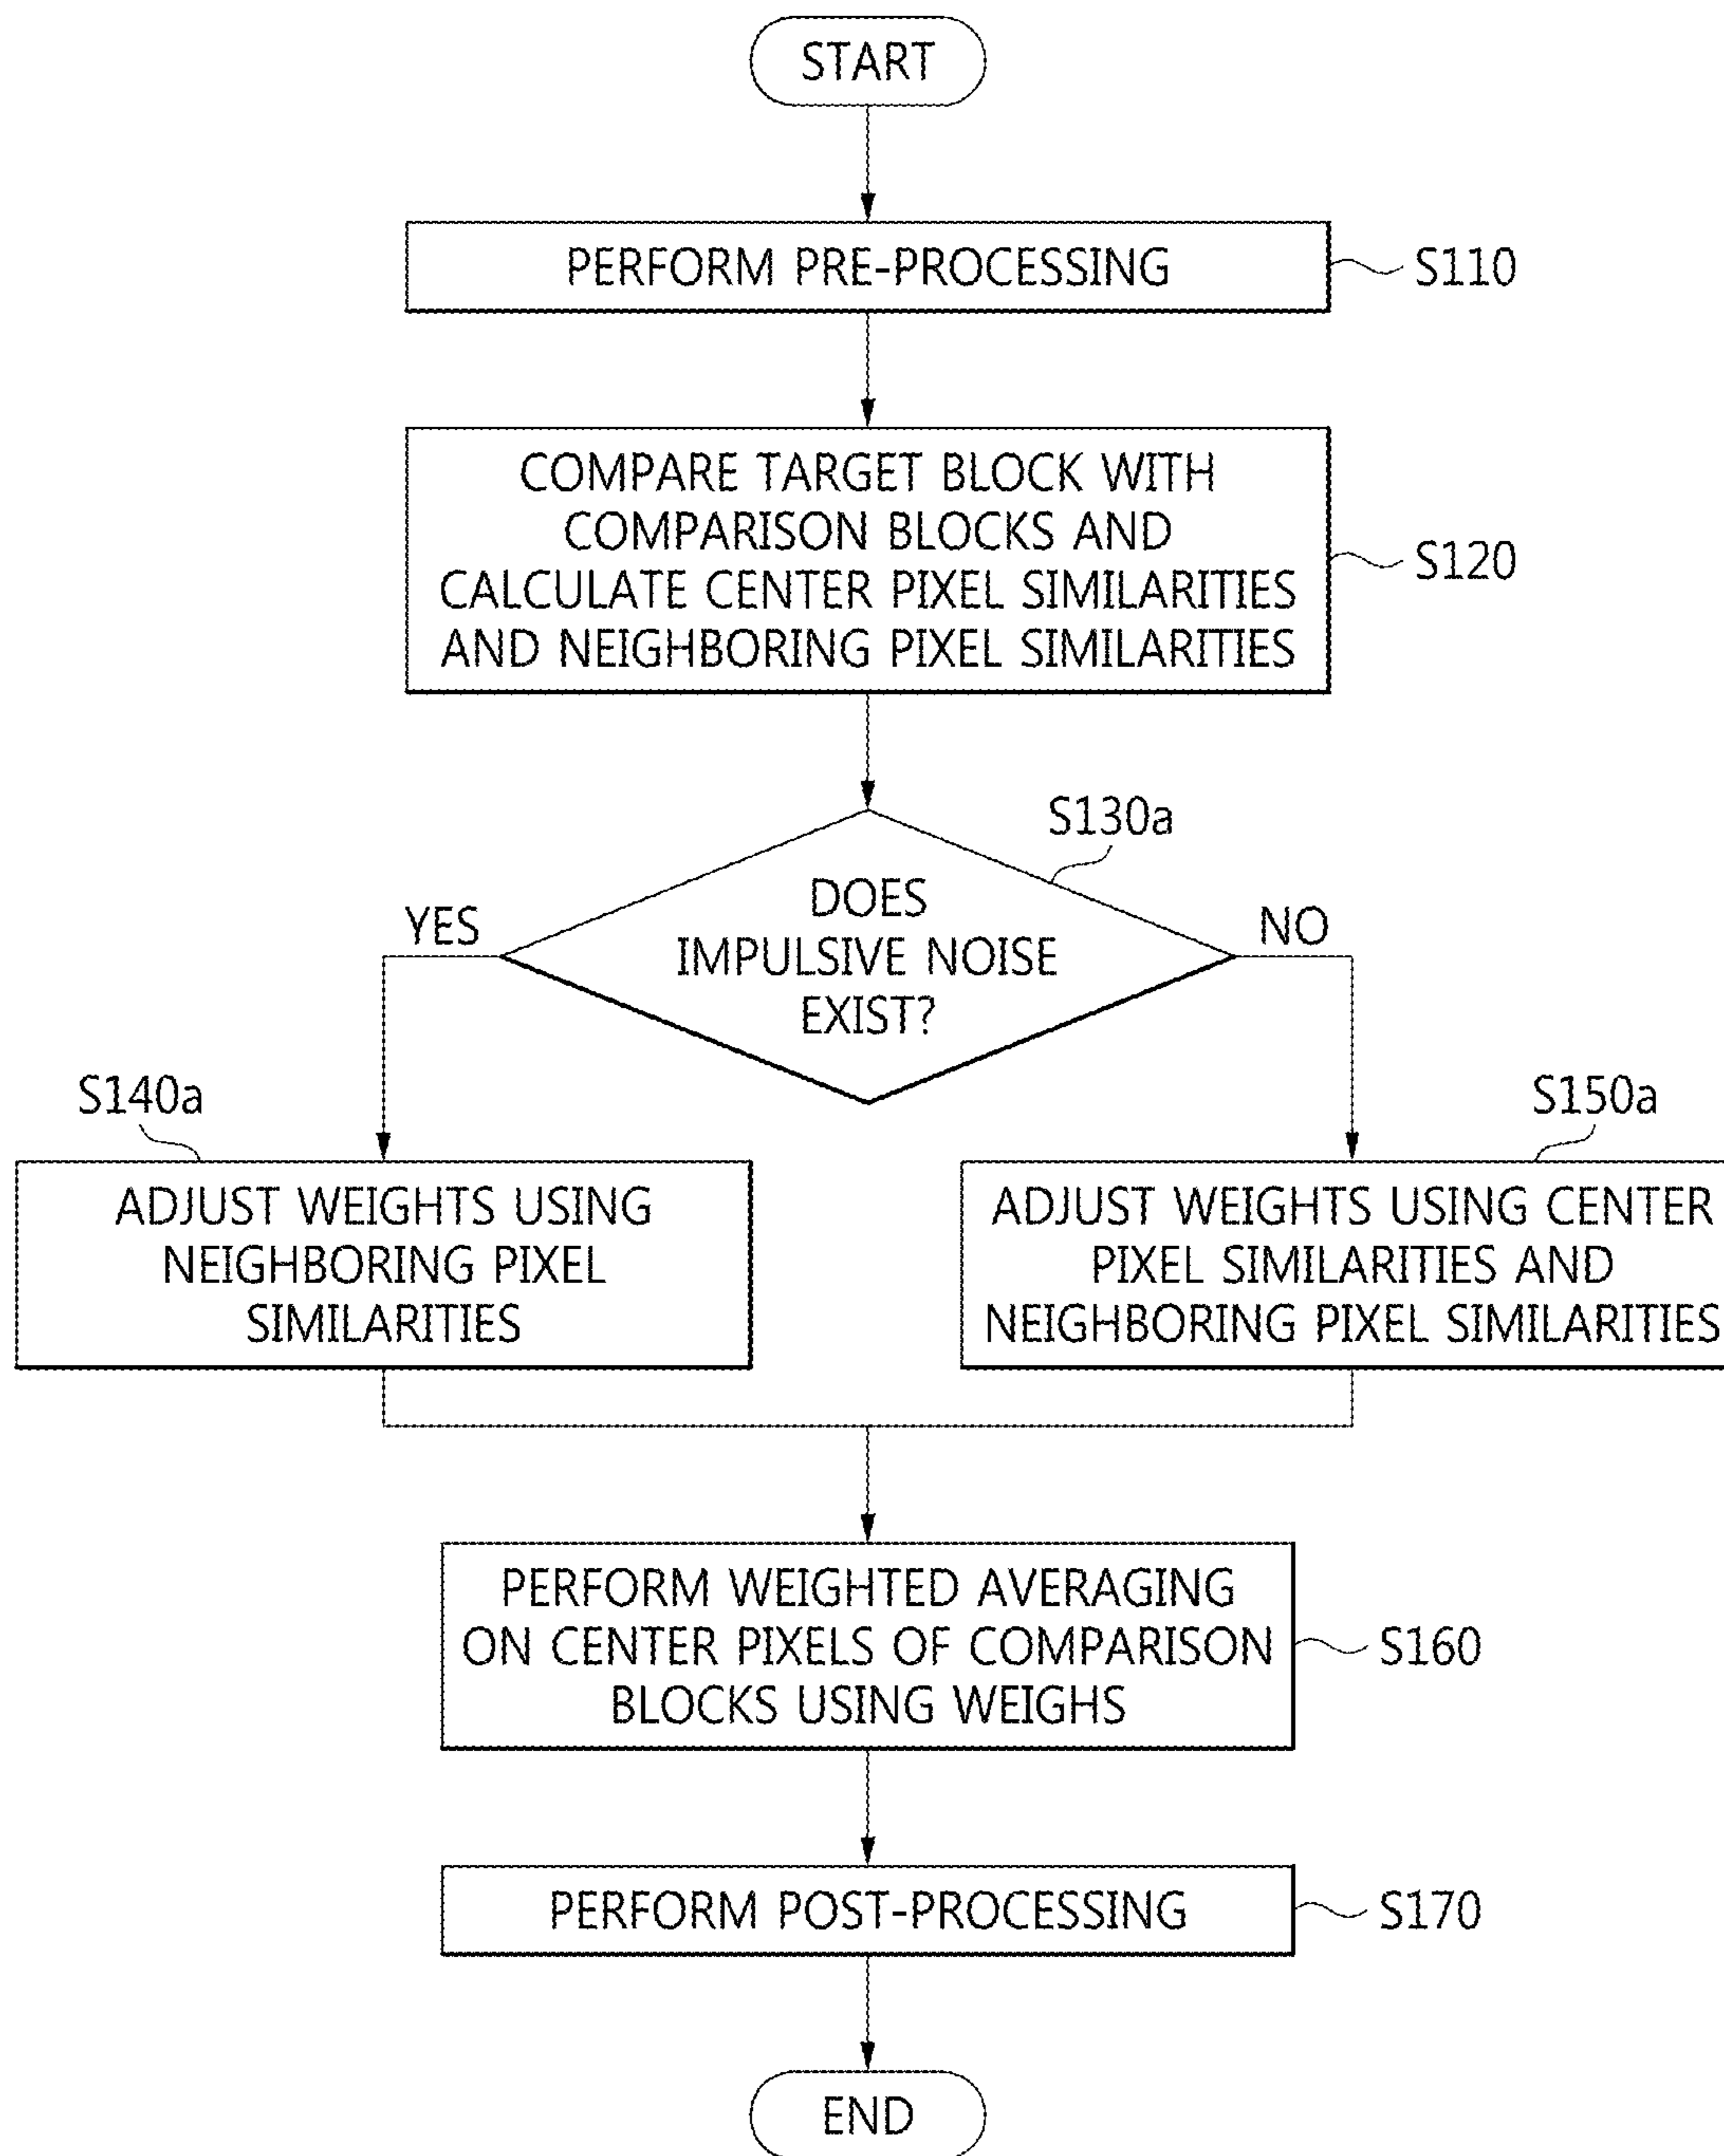 START
PERFORM PRE-PROCESSING
S110
COMPARE TARGET BLOCK WITH
COMPARISON BLOCKS AND
CALCULATE CENTER PIXEL SIMILARITIES
AND NEIGHBORING PIXEL SIMILARITIES
S120
S130a
DOES
IMPULSIVE NOISE
EXIST?
YES
NO
S140a
ADJUST WEIGHTS USING
NEIGHBORING PIXEL
SIMILARITIES
S150a
ADJUST WEIGHTS USING CENTER
PIXEL SIMILARITIES AND
NEIGHBORING PIXEL SIMILARITIES
PERFORM WEIGHTED AVERAGING
ON CENTER PIXELS OF COMPARISON
BLOCKS USING WEIGHS
S160
PERFORM POST-PROCESSING
S170
END